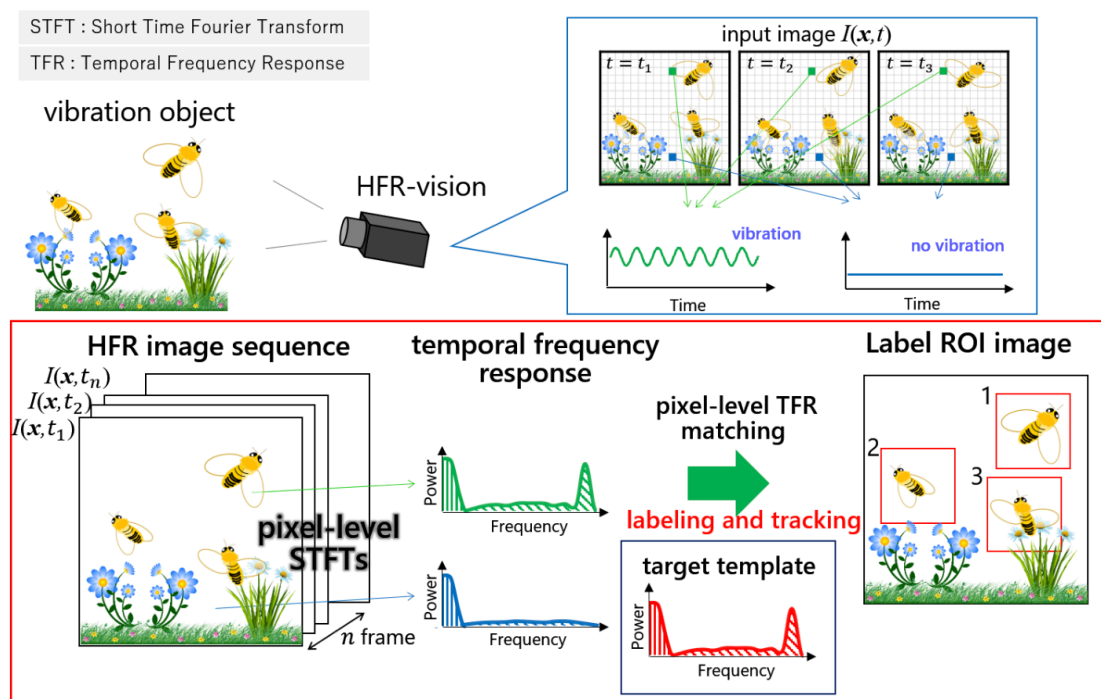 STFT : Short Time Fourier Transform
TFR : Temporal Frequency Response
vibration object
HFR-vision
input image I(x,t)
t = t₁
t = t₂
t = t₃
vibration
Time
no vibration
Time
HFR image sequence
I(x,tₙ)
I(x,t₂)
I(x,t₁)
pixel-level
STFTs
n frame
temporal frequency
response
Power
Frequency
Power
Frequency
pixel-level TFR
matching
labeling and tracking
target template
Power
Frequency
Label ROI image
1
2
3